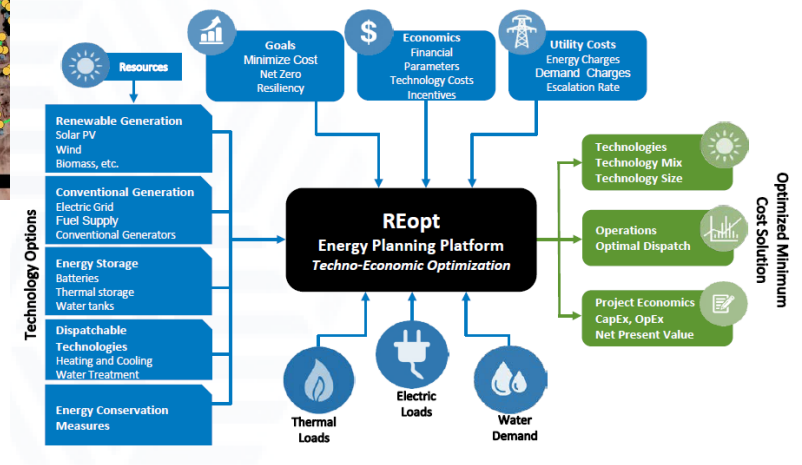 Resources
Goals
Minimize Cost
Net Zero
Resiliency
$
Economics
Financial
Parameters
Technology Costs
Incentives
Utility Costs
Energy Charges
Demand Charges
Escalation Rate
Technology Options
Renewable Generation
Solar PV
Wind
Biomass, etc.
Conventional Generation
Electric Grid
Fuel Supply
Conventional Generators
Energy Storage
Batteries
Thermal storage
Water tanks
Dispatchable
Technologies
Heating and Cooling
Water Treatment
Energy Conservation
Measures
REopt
Energy Planning Platform
Techno-Economic Optimization
Thermal
Loads
Electric
Loads
Water
Demand
Technologies
Technology Mix
Technology Size
Operations
Optimal Dispatch
Project Economics
CapEx, OpEx
Net Present Value
Optimized Minimum
Cost Solution